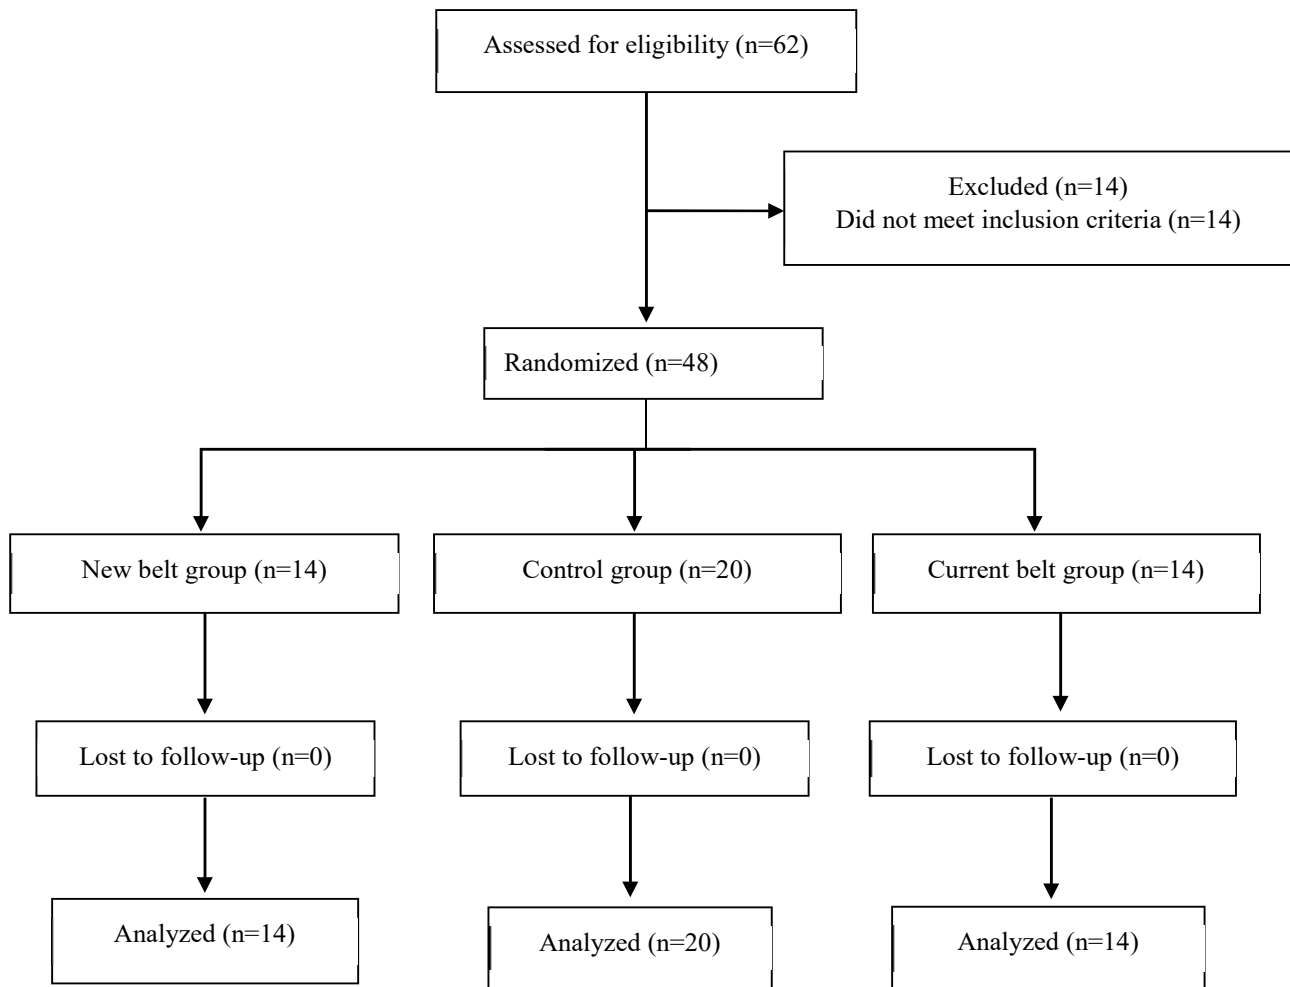 Assessed for eligibility (n=62)
Excluded (n=14)
Did not meet inclusion criteria (n=14)
Randomized (n=48)
New belt group (n=14)
Control group (n=20)
Current belt group (n=14)
Lost to follow-up (n=0)
Lost to follow-up (n=0)
Lost to follow-up (n=0)
Analyzed (n=14)
Analyzed (n=20)
Analyzed (n=14)